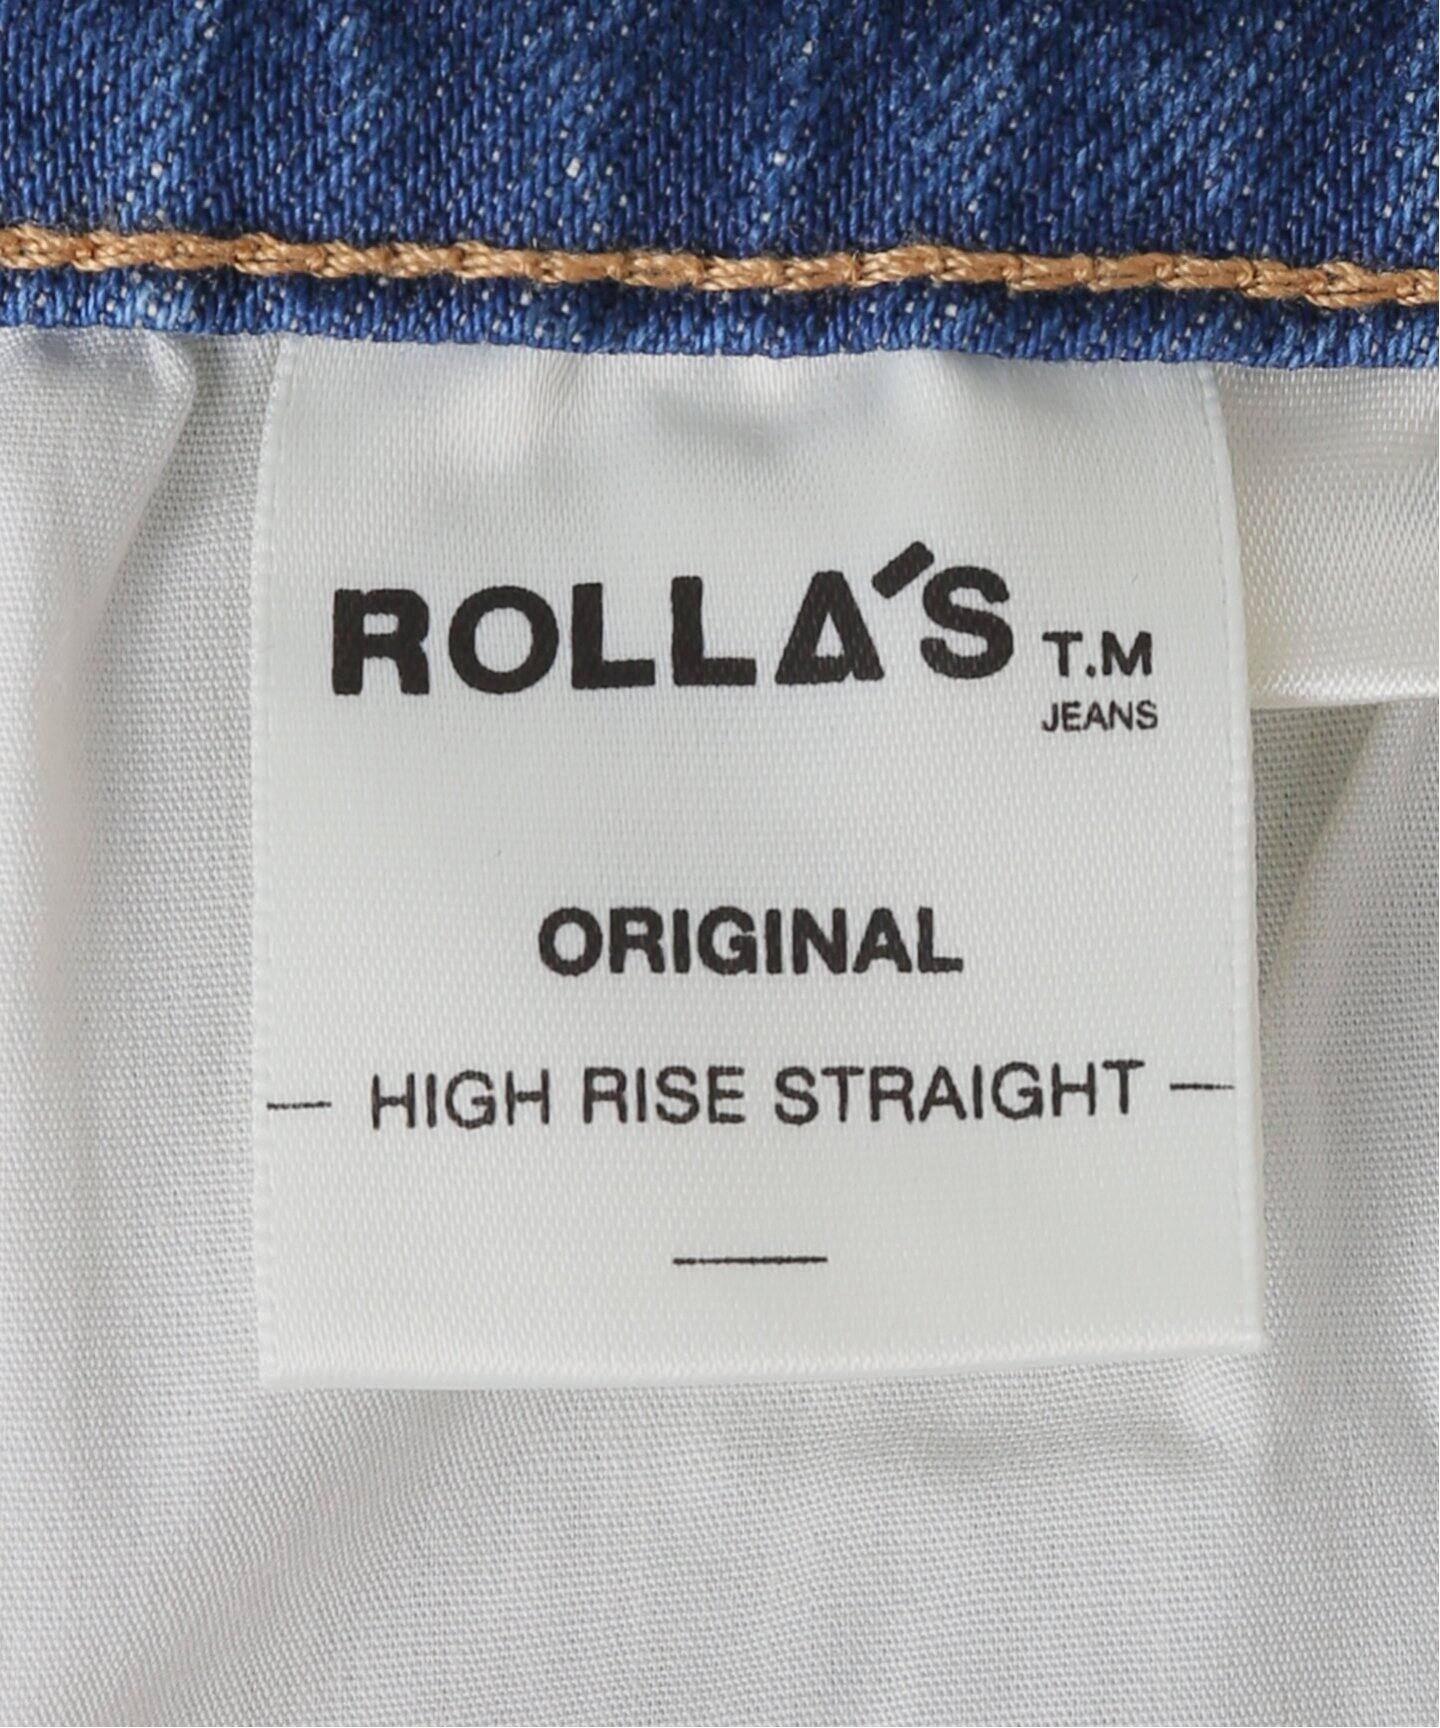 ROLLA'S T.M
JEANS
ORIGINAL
— HIGH RISE STRAIGHT —